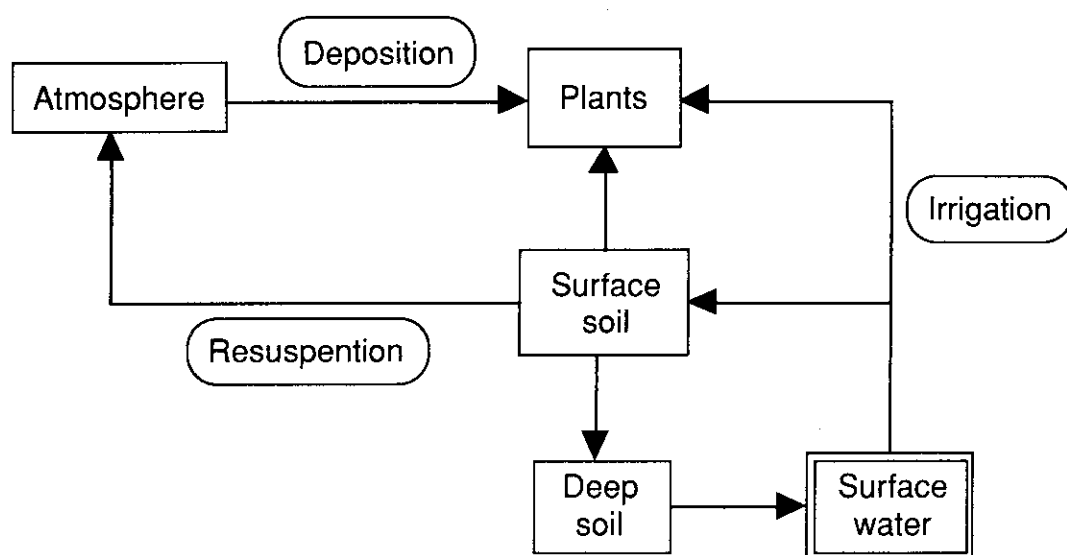 Deposition
Atmosphere
Plants
Irrigation
Surface
soil
Resuspention
Deep
soil
Surface
water